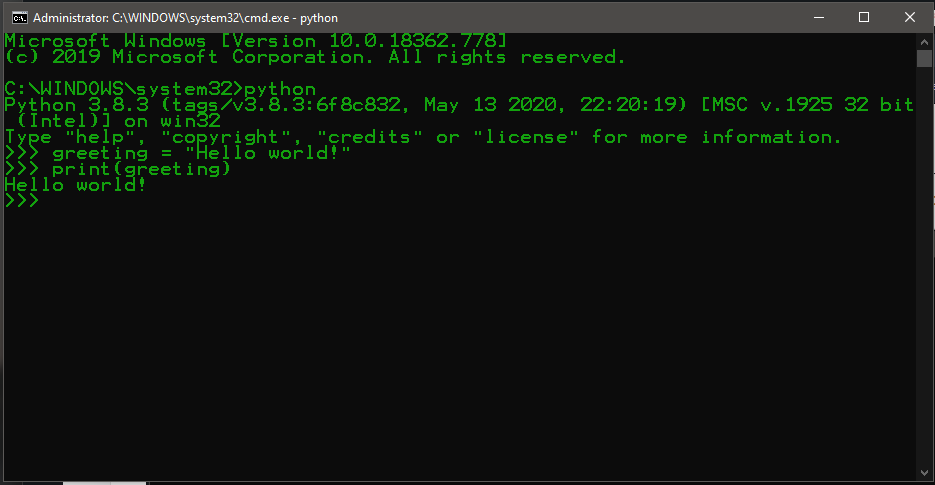 Administrator: C:\WINDOWS\system32\cmd.exe - python
Microsoft Windows [Version 10.0.18362.778]
(c) 2019 Microsoft Corporation. All rights reserved.
C:\WINDOWS\system32>python
Python 3.8.3 (tags/v3.8.3:6f8c832, May 13 2020, 22:20:19) [MSC v.1925 32 bit
 (Intel)] on win32
Type "help", "copyright", "credits" or "license" for more information.
>>> greeting = "Hello world!"
>>> print(greeting)
Hello world!
>>>